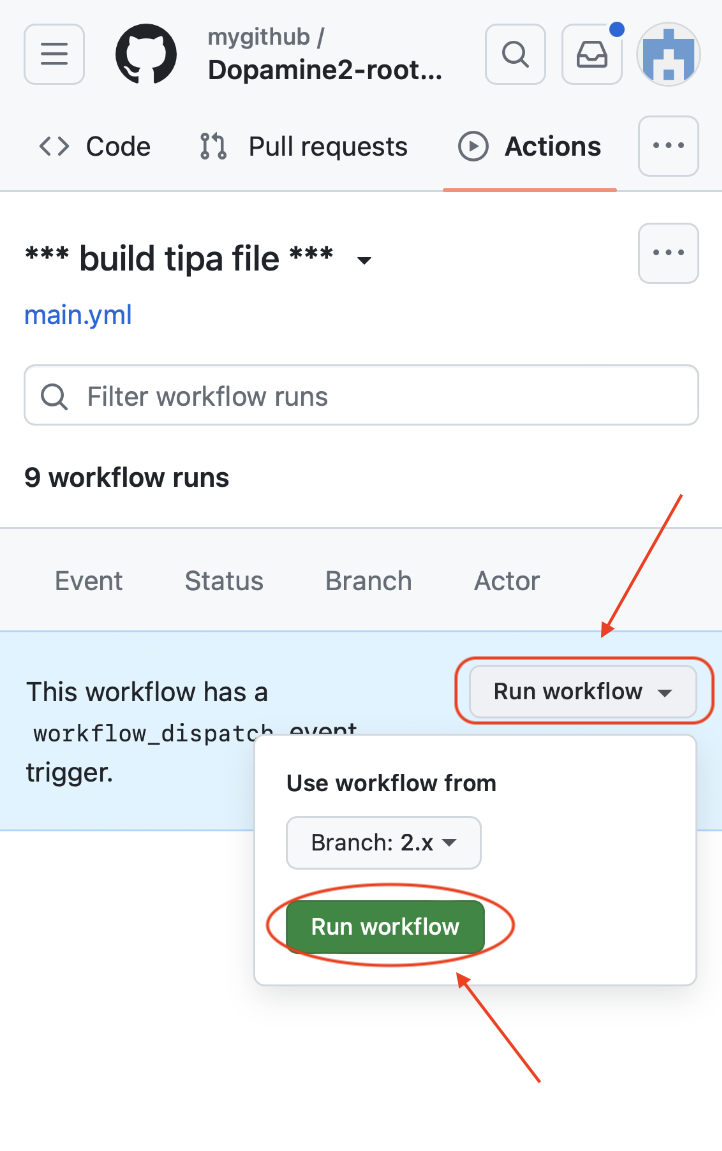 mygithub /
Dopamine2-root...
Code
Pull requests
Actions
*** build tipa file ***
main.yml
Filter workflow runs
9 workflow runs
Event Status Branch Actor
This workflow has a
Run workflow
workflow_dispatch event
trigger.
Use workflow from
Branch: 2.x
Run workflow